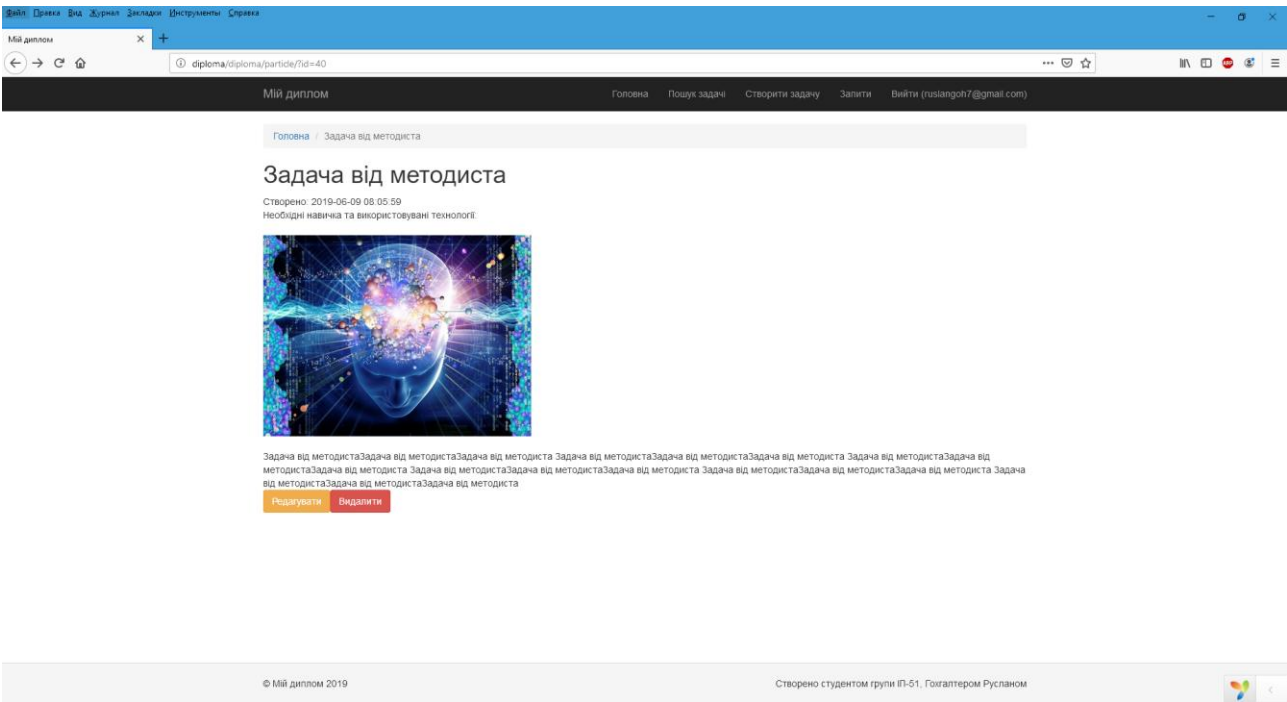 Файл Правка Вид Журнал Закладки Инструменты Справка
Мій диплом
diploma/diploma/particle/?id=40
Мій диплом Головна Пошук задачі Створити задачу Запити Вийти (ruslangoh7@gmail.com)
Головна / Задача від методиста
Задача від методиста
Створено: 2019-06-09 08:05:59
Необхідні навичка та використовувані технології:
Задача від методистаЗадача від методистаЗадача від методиста Задача від методистаЗадача від методистаЗадача від методиста Задача від методистаЗадача від
методистаЗадача від методиста Задача від методистаЗадача від методистаЗадача від методиста Задача від методистаЗадача від методистаЗадача від методиста Задача
від методистаЗадача від методистаЗадача від методиста
Редагувати Видалити
© Мій диплом 2019 Створено студентом групи ІП-51, Гохгалтером Русланом